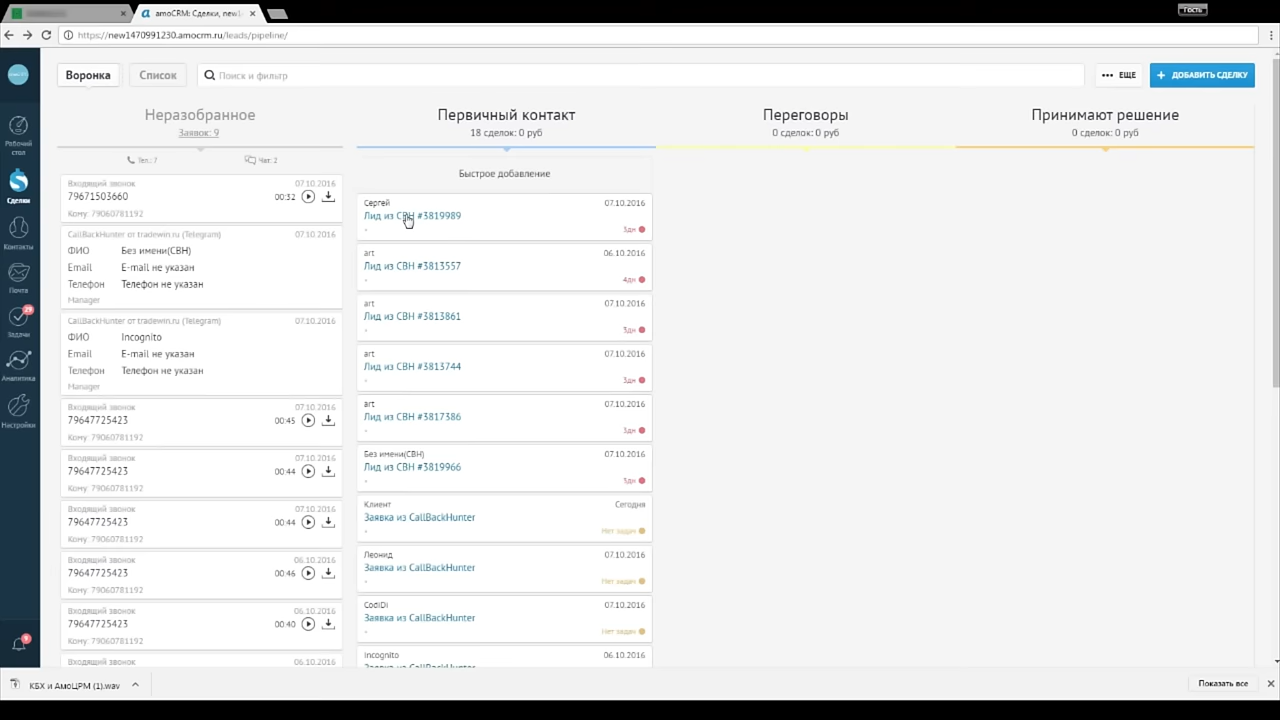 amoCRM: Сделки, new1
Гость
https://new1470991230.amocrm.ru/leads/pipeline/
Воронка
Список
Поиск и фильтр
ЕЩЕ
+ ДОБАВИТЬ СДЕЛКУ
Рабочий
стол
Сделки
Контакты
Почта
29
Задачи
Аналитика
Настройки
Неразобранное
Заявок: 9
Тел.: 7
Чат: 2
Входящий звонок 07.10.2016
79671503660 00:32
Кому: 79060781192
CallBackHunter от tradewin.ru (Telegram) 07.10.2016
ФИО Без имени(CBH)
Email E-mail не указан
Телефон Телефон не указан
Manager
CallBackHunter от tradewin.ru (Telegram) 07.10.2016
ФИО Incognito
Email E-mail не указан
Телефон Телефон не указан
Manager
Входящий звонок 07.10.2016
79647725423 00:45
Кому: 79060781192
Входящий звонок 07.10.2016
79647725423 00:44
Кому: 79060781192
Входящий звонок 07.10.2016
79647725423 00:44
Кому: 79060781192
Входящий звонок 06.10.2016
79647725423 00:46
Кому: 79060781192
Входящий звонок 06.10.2016
79647725423 00:40
Кому: 79060781192
Входящий звонок 06.10.2016
Первичный контакт
18 сделок: 0 руб
Быстрое добавление
Сергей 07.10.2016
Лид из CBH #3819989
3дн
art 06.10.2016
Лид из CBH #3813557
4дн
art 07.10.2016
Лид из CBH #3813861
3дн
art 07.10.2016
Лид из CBH #3813744
3дн
art 07.10.2016
Лид из CBH #3817386
3дн
Без имени(CBH) 07.10.2016
Лид из CBH #3819966
3дн
Клиент Сегодня
Заявка из CallBackHunter
Нет задач
Леонид 07.10.2016
Заявка из CallBackHunter
Нет задач
CodiDi 07.10.2016
Заявка из CallBackHunter
Нет задач
Incognito 06.10.2016
Заявка из CallBackHunter
Переговоры
0 сделок: 0 руб
Принимают решение
0 сделок: 0 руб
КБХ и АмоЦРМ (1).wav
Показать все